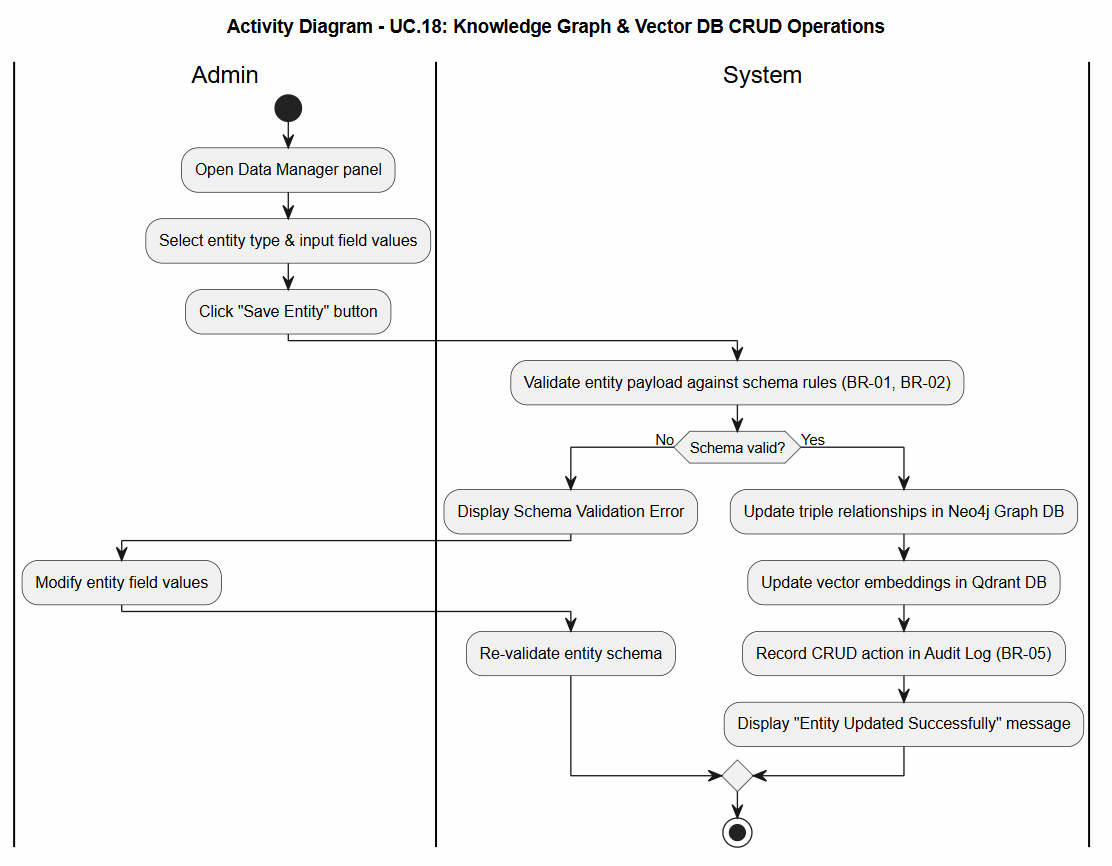 Activity Diagram - UC.18: Knowledge Graph & Vector DB CRUD Operations
Admin
System
Open Data Manager panel
Select entity type & input field values
Click "Save Entity" button
Validate entity payload against schema rules (BR-01, BR-02)
No
Schema valid?
Yes
Display Schema Validation Error
Update triple relationships in Neo4j Graph DB
Modify entity field values
Update vector embeddings in Qdrant DB
Re-validate entity schema
Record CRUD action in Audit Log (BR-05)
Display "Entity Updated Successfully" message